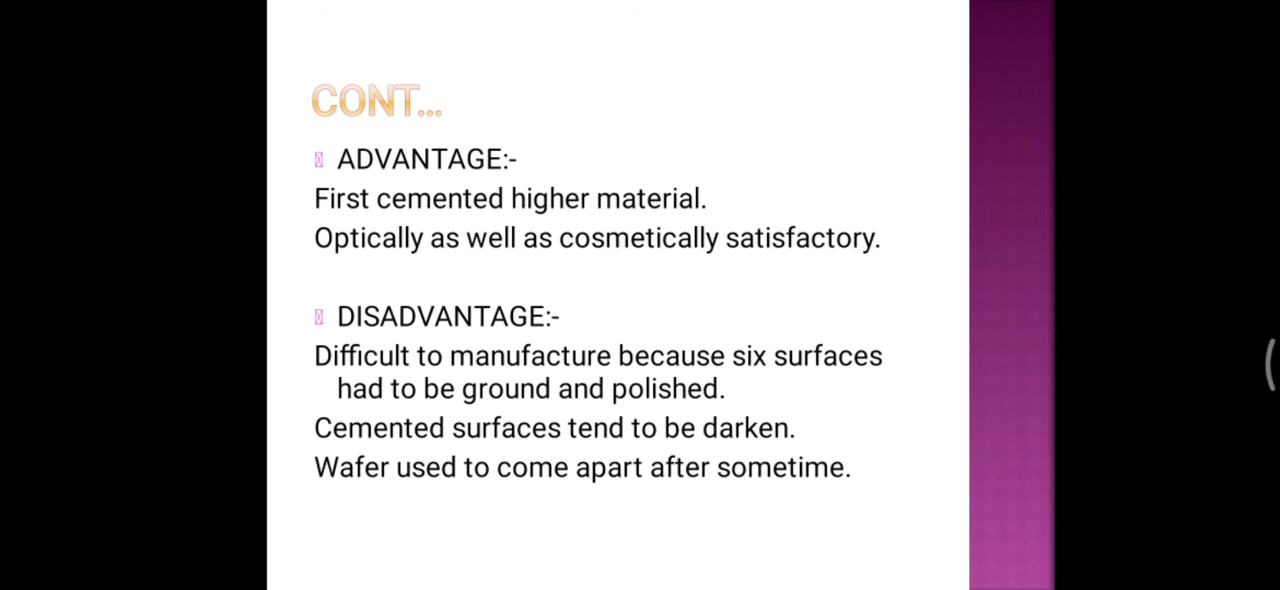 CONT...
ADVANTAGE:-
First cemented higher material.
Optically as well as cosmetically satisfactory.
DISADVANTAGE:-
Difficult to manufacture because six surfaces
had to be ground and polished.
Cemented surfaces tend to be darken.
Wafer used to come apart after sometime.